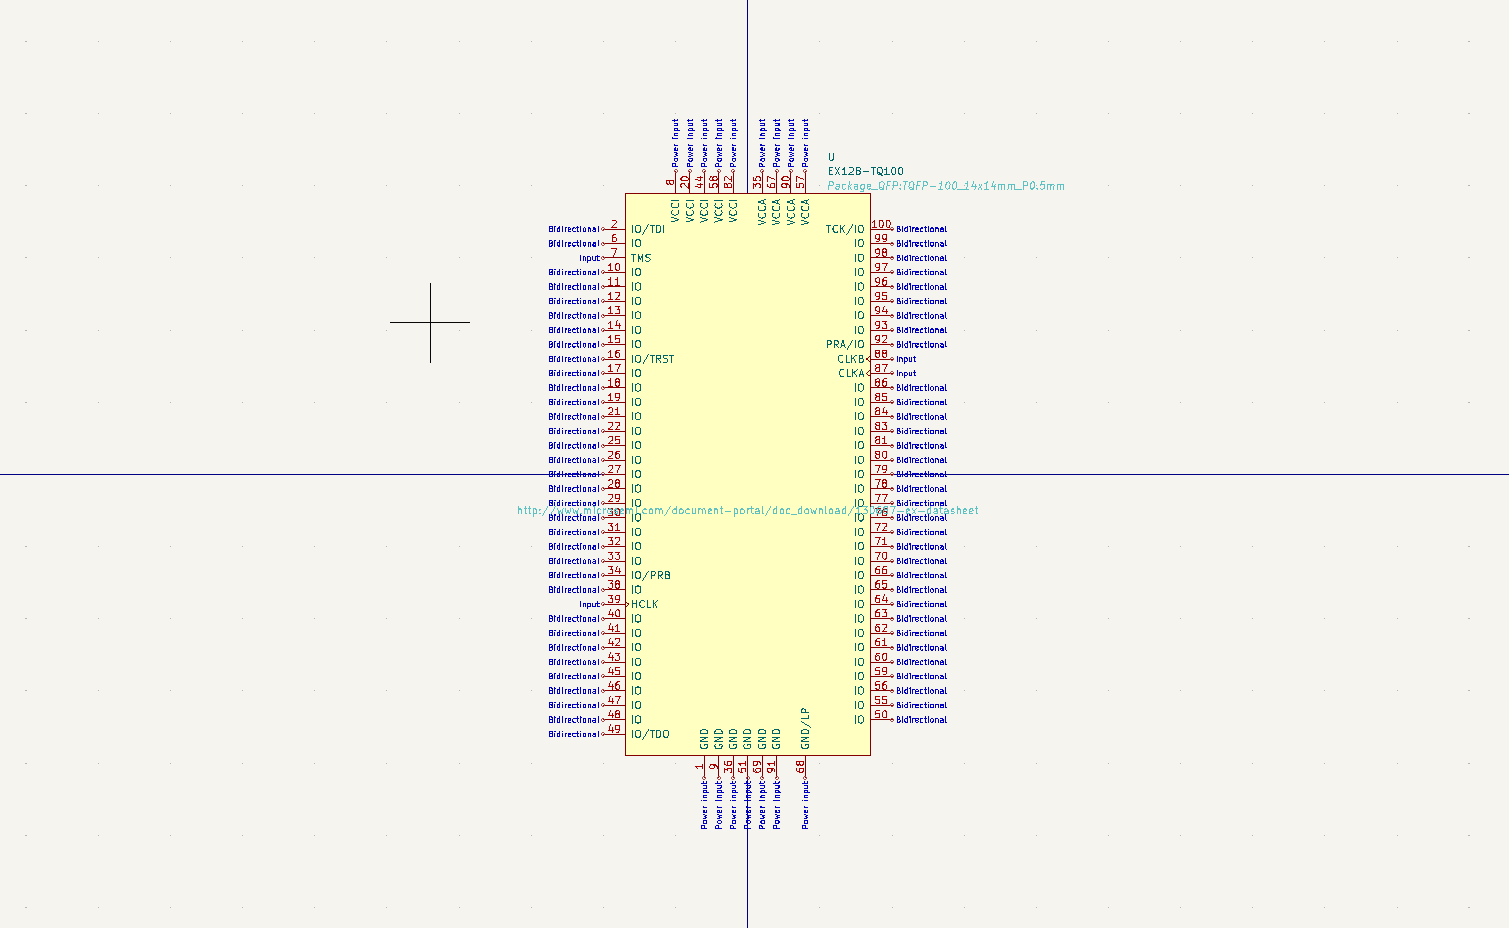 Power Input
Power Input
Power Input
Power Input
Power Input
Power Input
Power Input
Power Input
Power Input
U
EX12B-TQ100
Package_QFP:TQFP-100_14x14mm_P0.5mm
8 20 44 58 82 35 67 90 57
VCCI VCCI VCCI VCCI VCCI VCCA VCCA VCCA VCCA
Bidirectional 2 IO/TDI TCK/IO 100 Bidirectional
Bidirectional 6 IO IO 99 Bidirectional
Input 7 TMS IO 98 Bidirectional
Bidirectional 10 IO IO 97 Bidirectional
Bidirectional 11 IO IO 96 Bidirectional
Bidirectional 12 IO IO 95 Bidirectional
Bidirectional 13 IO IO 94 Bidirectional
Bidirectional 14 IO IO 93 Bidirectional
Bidirectional 15 IO PRA/IO 92 Bidirectional
Bidirectional 16 IO/TRST CLKB 88 Input
Bidirectional 17 IO CLKA 87 Input
Bidirectional 18 IO IO 86 Bidirectional
Bidirectional 19 IO IO 85 Bidirectional
Bidirectional 21 IO IO 84 Bidirectional
Bidirectional 22 IO IO 83 Bidirectional
Bidirectional 25 IO IO 81 Bidirectional
Bidirectional 26 IO IO 80 Bidirectional
Bidirectional 27 IO IO 79 Bidirectional
Bidirectional 28 IO IO 78 Bidirectional
Bidirectional 29 IO IO 77 Bidirectional
Bidirectional 30 IO IO Bidirectional
Bidirectional 31 IO IO 72 Bidirectional
Bidirectional 32 IO IO 71 Bidirectional
Bidirectional 33 IO IO 70 Bidirectional
Bidirectional 34 IO/PRB IO 66 Bidirectional
Bidirectional 38 IO IO 65 Bidirectional
Input 39 HCLK IO 64 Bidirectional
Bidirectional 40 IO IO 63 Bidirectional
Bidirectional 41 IO IO 62 Bidirectional
Bidirectional 42 IO IO 61 Bidirectional
Bidirectional 43 IO IO 60 Bidirectional
Bidirectional 45 IO IO 59 Bidirectional
Bidirectional 46 IO IO 56 Bidirectional
Bidirectional 47 IO IO 55 Bidirectional
Bidirectional 48 IO IO 50 Bidirectional
Bidirectional 49 IO/TDO
GND GND GND GND GND GND GND/LP
1 9 36 51 69 91 68
Power Input
Power Input
Power Input
Power Input
Power Input
Power Input
Power Input